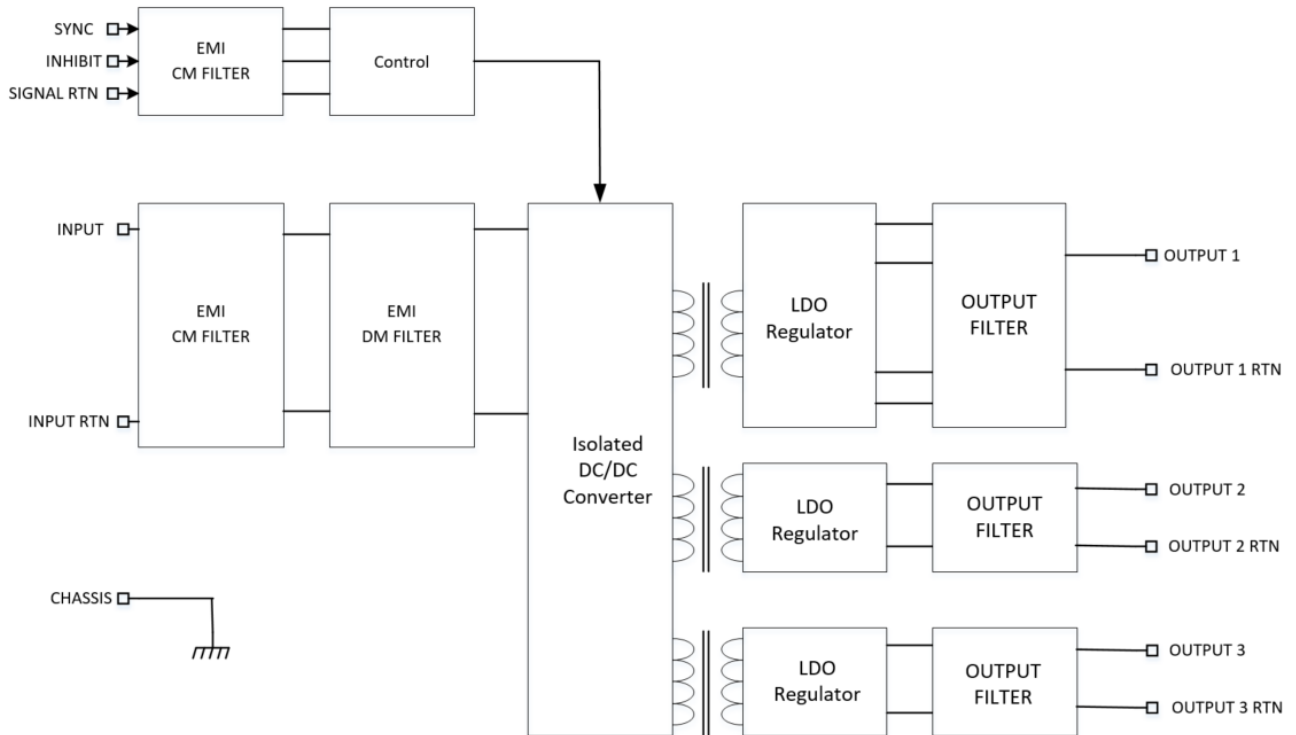 SYNC
INHIBIT
SIGNAL RTN
EMI
CM FILTER
Control
INPUT
INPUT RTN
EMI
CM FILTER
EMI
DM FILTER
Isolated
DC/DC
Converter
LDO
Regulator
OUTPUT
FILTER
OUTPUT 1
OUTPUT 1 RTN
LDO
Regulator
OUTPUT
FILTER
OUTPUT 2
OUTPUT 2 RTN
CHASSIS
LDO
Regulator
OUTPUT
FILTER
OUTPUT 3
OUTPUT 3 RTN